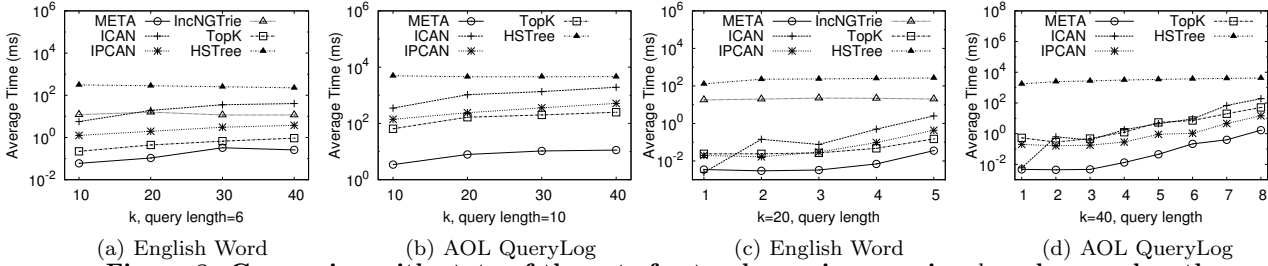 META
ICAN
IPCAN
IncNGTrie
TopK
HSTree
Average Time (ms)
10^6
10^4
10^2
10^0
10^-2
10 20 30 40
k, query length=6
(a) English Word
META
ICAN
IPCAN
TopK
HSTree
Average Time (ms)
10^6
10^4
10^2
10^0
10 20 30 40
k, query length=10
(b) AOL QueryLog
META
ICAN
IPCAN
IncNGTrie
TopK
HSTree
Average Time (ms)
10^6
10^4
10^2
10^0
10^-2
1 2 3 4 5
k=20, query length
(c) English Word
META
ICAN
IPCAN
TopK
HSTree
Average Time (ms)
10^8
10^6
10^4
10^2
10^0
10^-2
1 2 3 4 5 6 7 8
k=40, query length
(d) AOL QueryLog